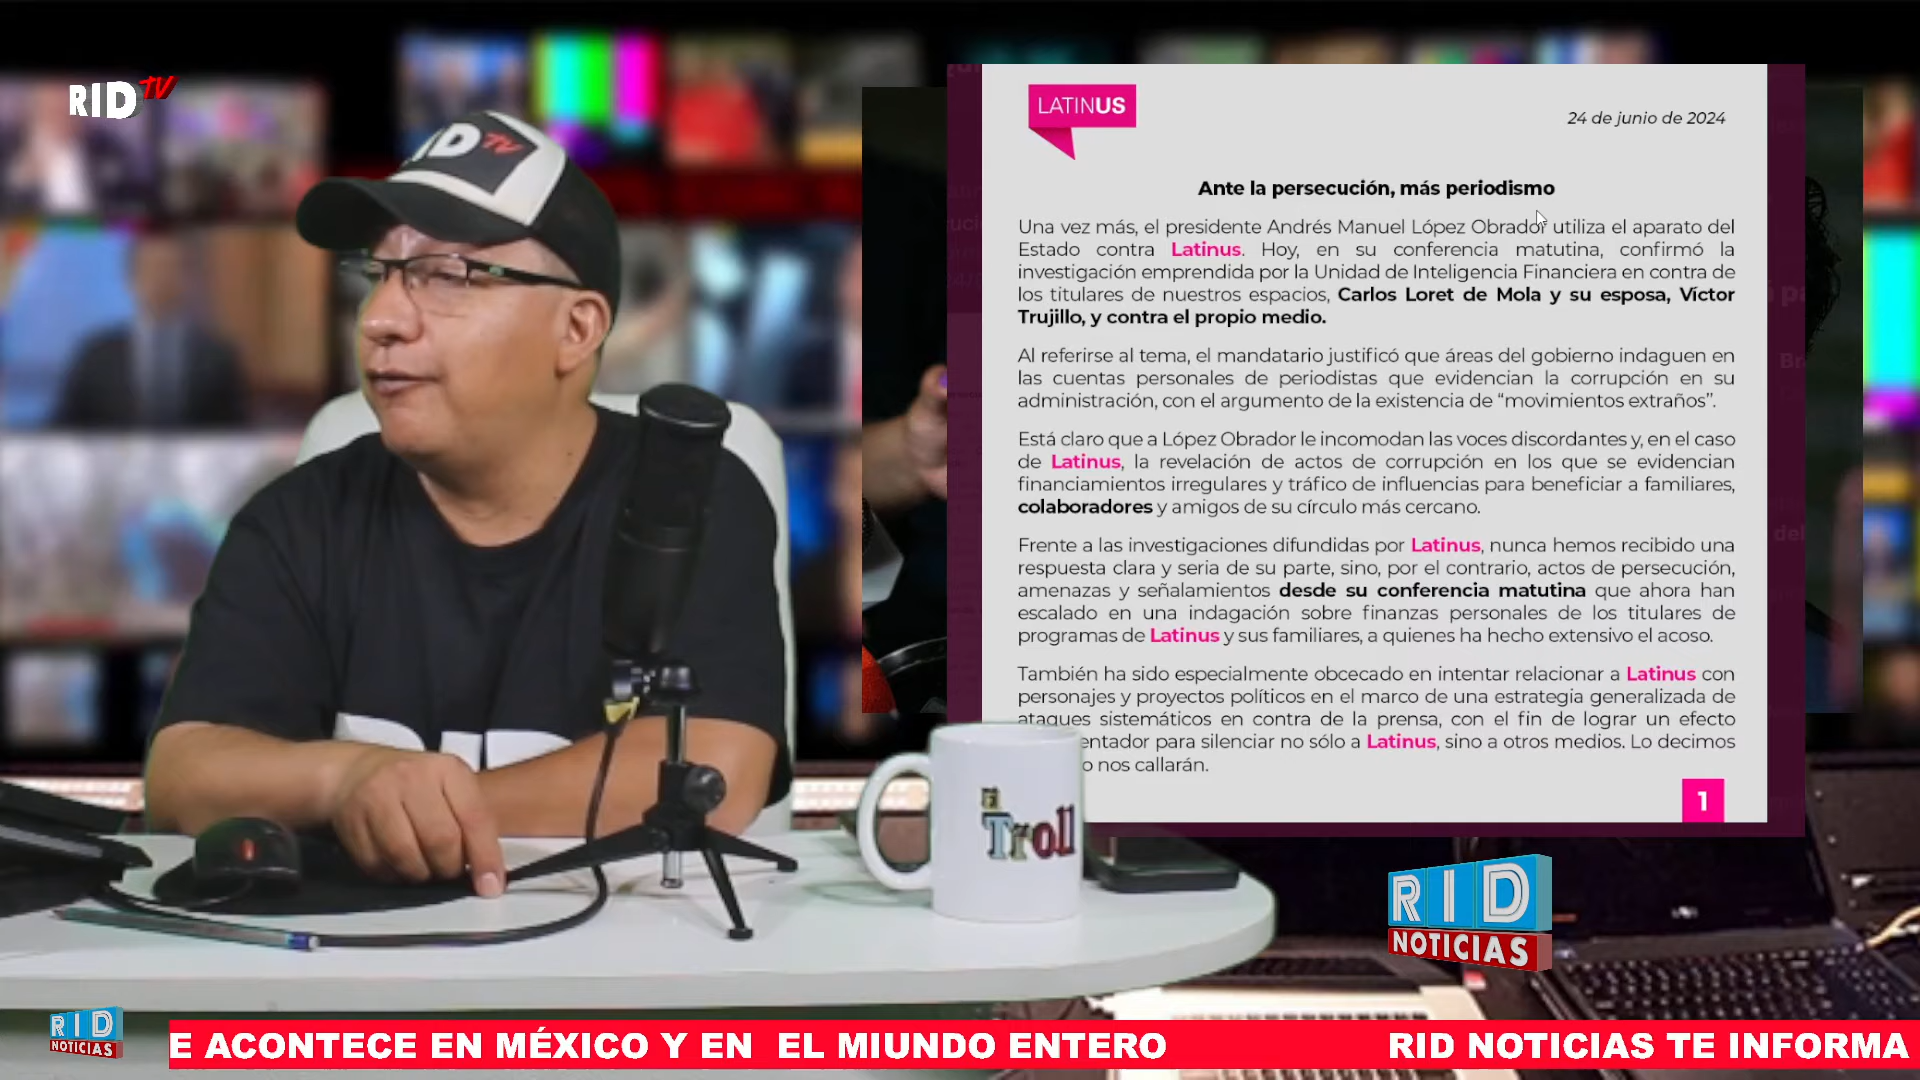 RID TV
ID TV
LATINUS
24 de junio de 2024
Ante la persecución, más periodismo
Una vez más, el presidente Andrés Manuel López Obrador utiliza el aparato del
Estado contra Latinus. Hoy, en su conferencia matutina, confirmó la
investigación emprendida por la Unidad de Inteligencia Financiera en contra de
los titulares de nuestros espacios, Carlos Loret de Mola y su esposa, Víctor
Trujillo, y contra el propio medio.
Al referirse al tema, el mandatario justificó que áreas del gobierno indaguen en
las cuentas personales de periodistas que evidencian la corrupción en su
administración, con el argumento de la existencia de “movimientos extraños”.
Está claro que a López Obrador le incomodan las voces discordantes y, en el caso
de Latinus, la revelación de actos de corrupción en los que se evidencian
financiamientos irregulares y tráfico de influencias para beneficiar a familiares,
colaboradores y amigos de su círculo más cercano.
Frente a las investigaciones difundidas por Latinus, nunca hemos recibido una
respuesta clara y seria de su parte, sino, por el contrario, actos de persecución,
amenazas y señalamientos desde su conferencia matutina que ahora han
escalado en una indagación sobre finanzas personales de los titulares de
programas de Latinus y sus familiares, a quienes ha hecho extensivo el acoso.
También ha sido especialmente obcecado en intentar relacionar a Latinus con
personajes y proyectos políticos en el marco de una estrategia generalizada de
ataques sistemáticos en contra de la prensa, con el fin de lograr un efecto
entador para silenciar no sólo a Latinus, sino a otros medios. Lo decimos
o nos callarán.
1
El Troll
RID
NOTICIAS
RID
NOTICIAS
E ACONTECE EN MÉXICO Y EN EL MIUNDO ENTERO RID NOTICIAS TE INFORMA